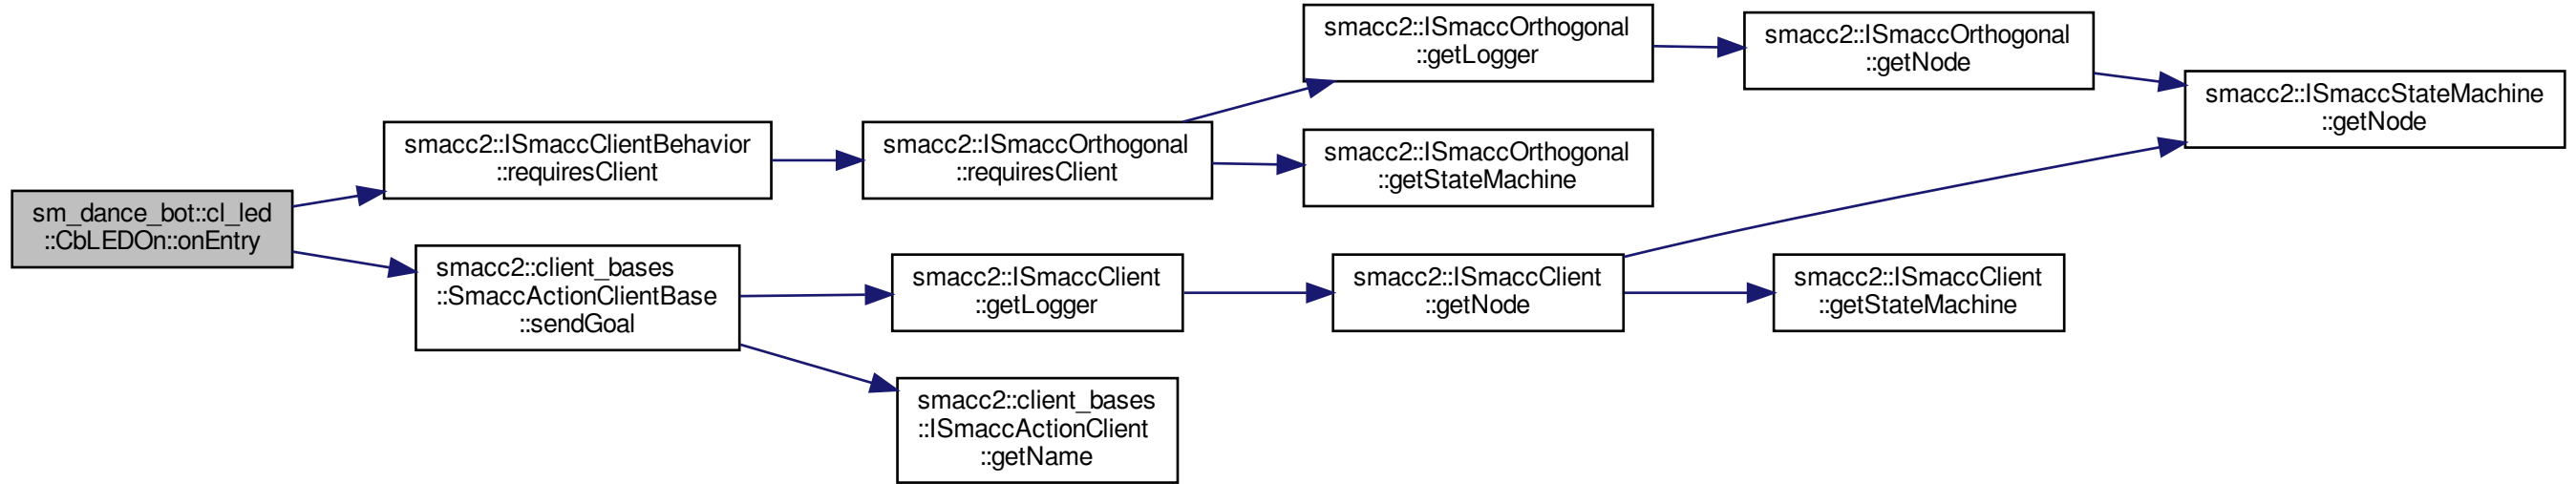 sm_dance_bot::cl_led
::CbLEDOn::onEntry
smacc2::ISmaccClientBehavior
::requiresClient
smacc2::ISmaccOrthogonal
::requiresClient
smacc2::ISmaccOrthogonal
::getLogger
smacc2::ISmaccOrthogonal
::getNode
smacc2::ISmaccStateMachine
::getNode
smacc2::ISmaccOrthogonal
::getStateMachine
smacc2::client_bases
::SmaccActionClientBase
::sendGoal
smacc2::ISmaccClient
::getLogger
smacc2::ISmaccClient
::getNode
smacc2::ISmaccClient
::getStateMachine
smacc2::client_bases
::ISmaccActionClient
::getName